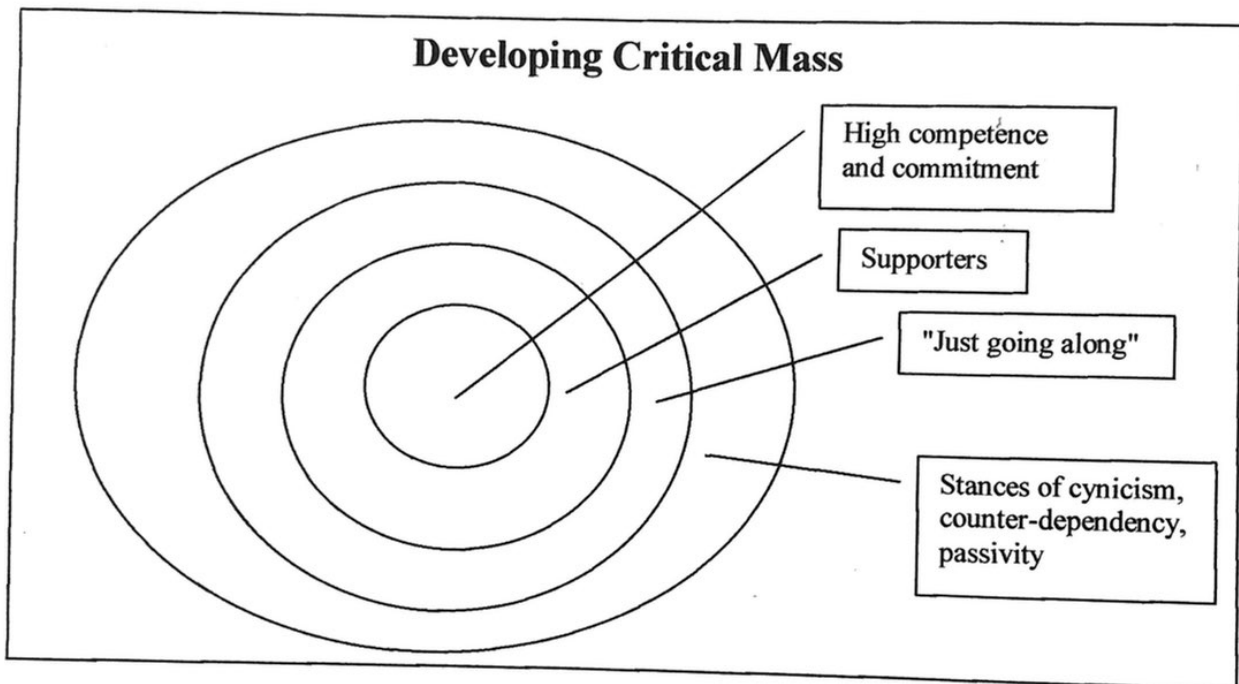 Developing Critical Mass
High competence
and commitment
Supporters
"Just going along"
Stances of cynicism,
counter-dependency,
passivity